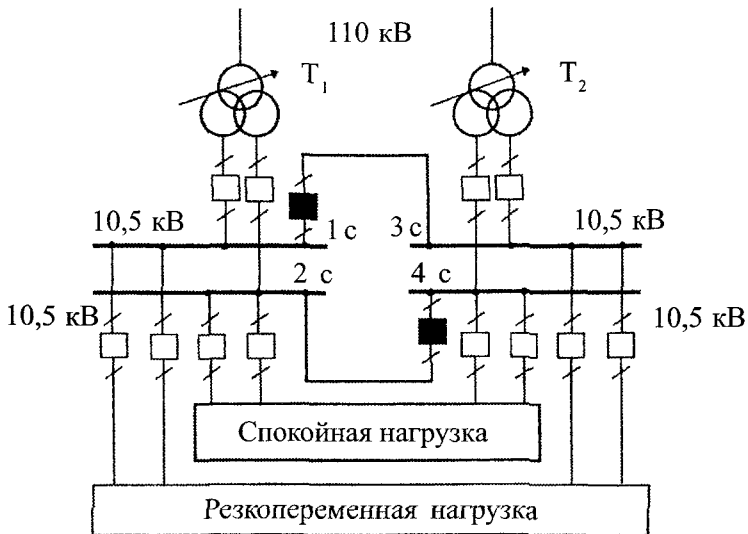 110 кВ
T1
T2
10,5 кВ
1 с
3 с
10,5 кВ
2 с
4 с
10,5 кВ
10,5 кВ
Спокойная нагрузка
Резкопеременная нагрузка